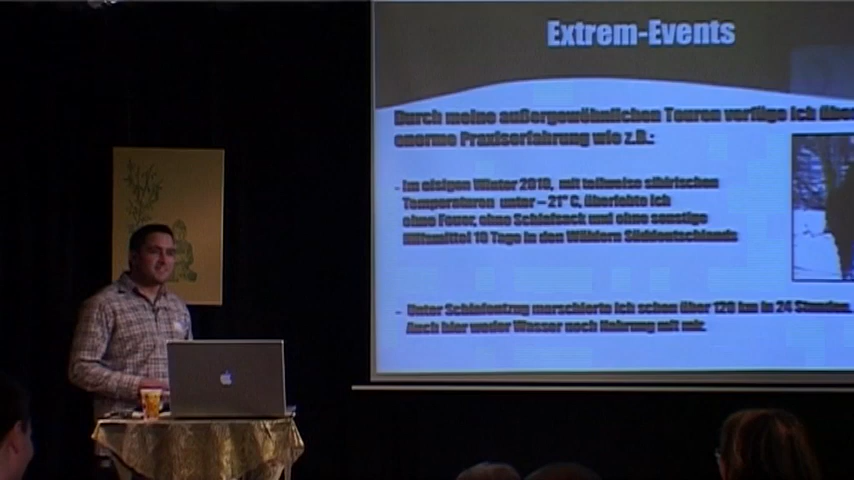 Extrem-Events
Durch meine außergewöhnlichen Touren verfüge ich über
enorme Praxiserfahrung wie z.B.:
- Im eisigen Winter 2010, mit teilweise sibirischen
Temperaturen unter – 21° C, überlebte ich
ohne Feuer, ohne Schlafsack und ohne sonstige
Hilfsmittel 10 Tage in den Wäldern Süddeutschlands
- Unter Schlafentzug marschierte ich schon über 120 km in 24 Stunden.
Auch hier weder Wasser noch Nahrung mit mir.